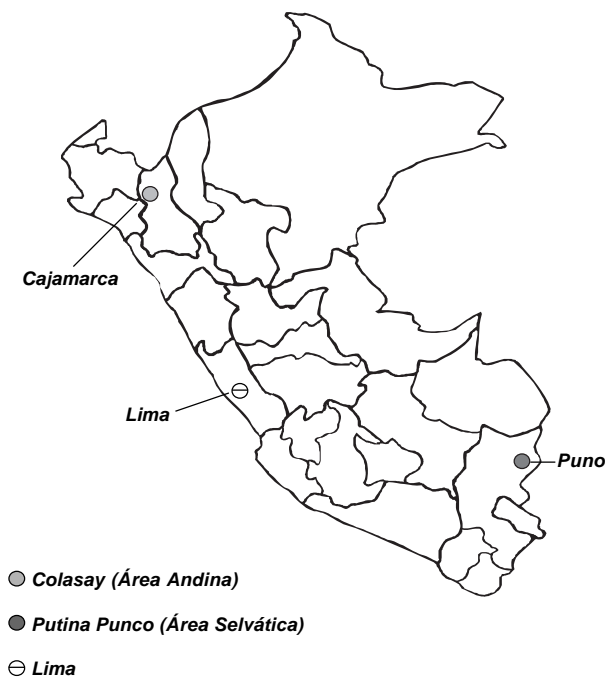 Cajamarca
Lima
Puno
Colasay (Área Andina)
Putina Punco (Área Selvática)
Lima